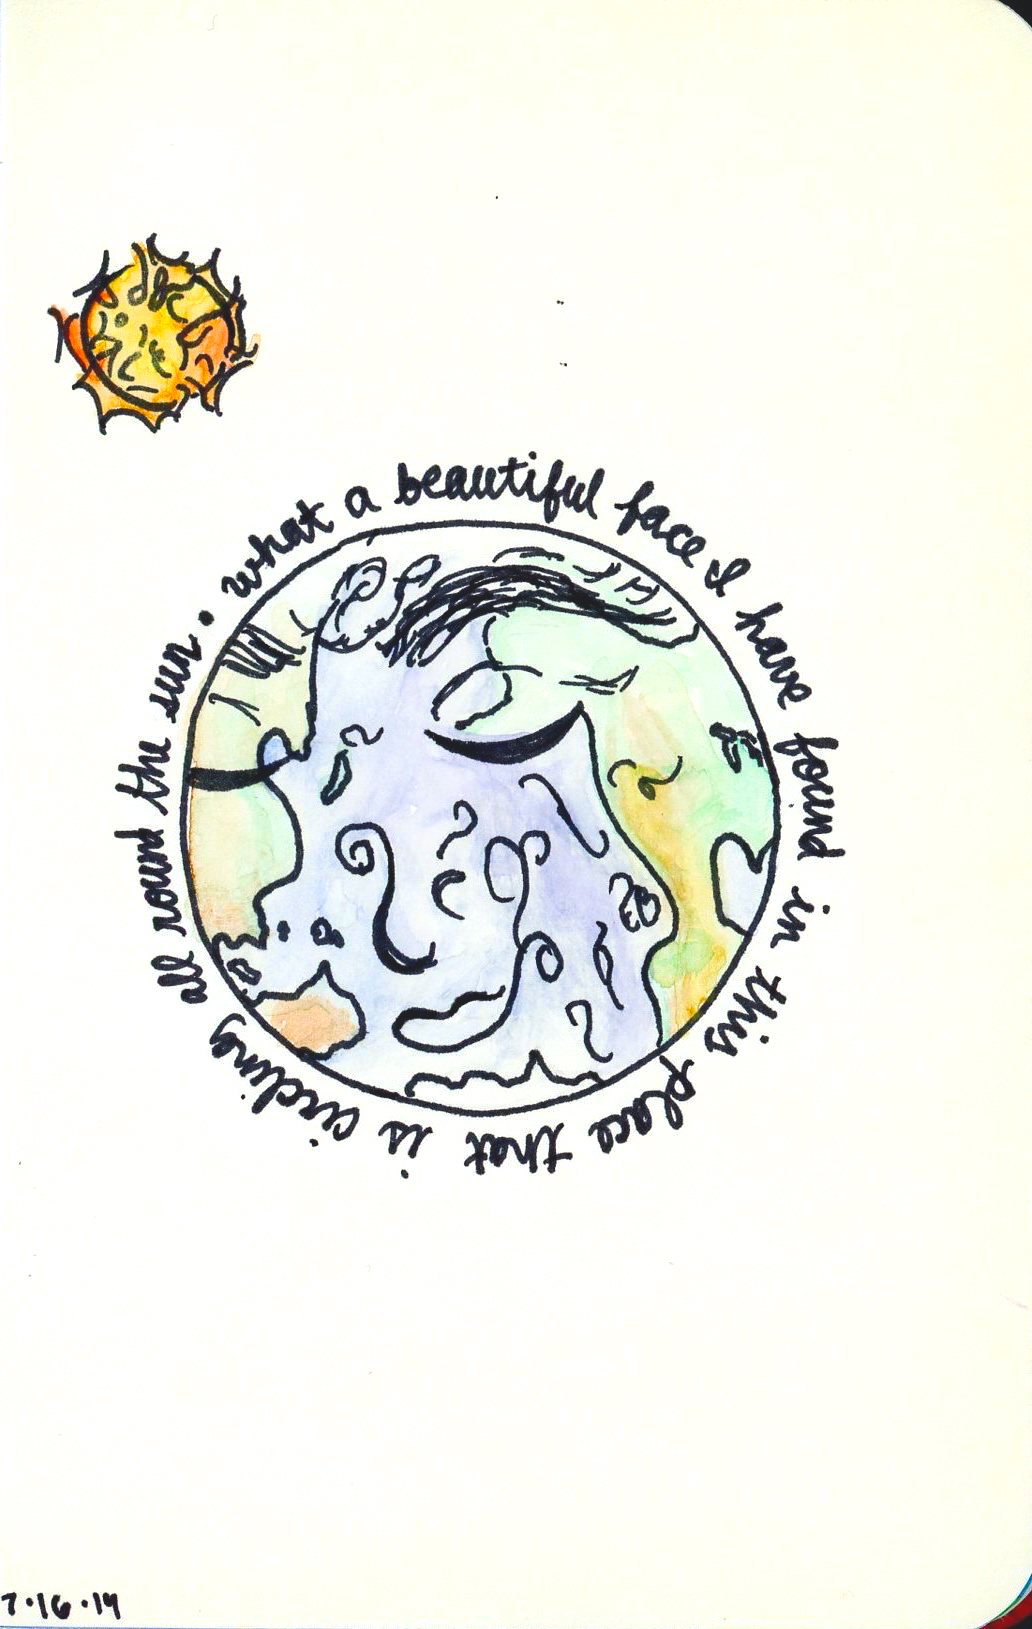 what a beautiful face I have found in this place that is circling all round the sun.
7.16.14